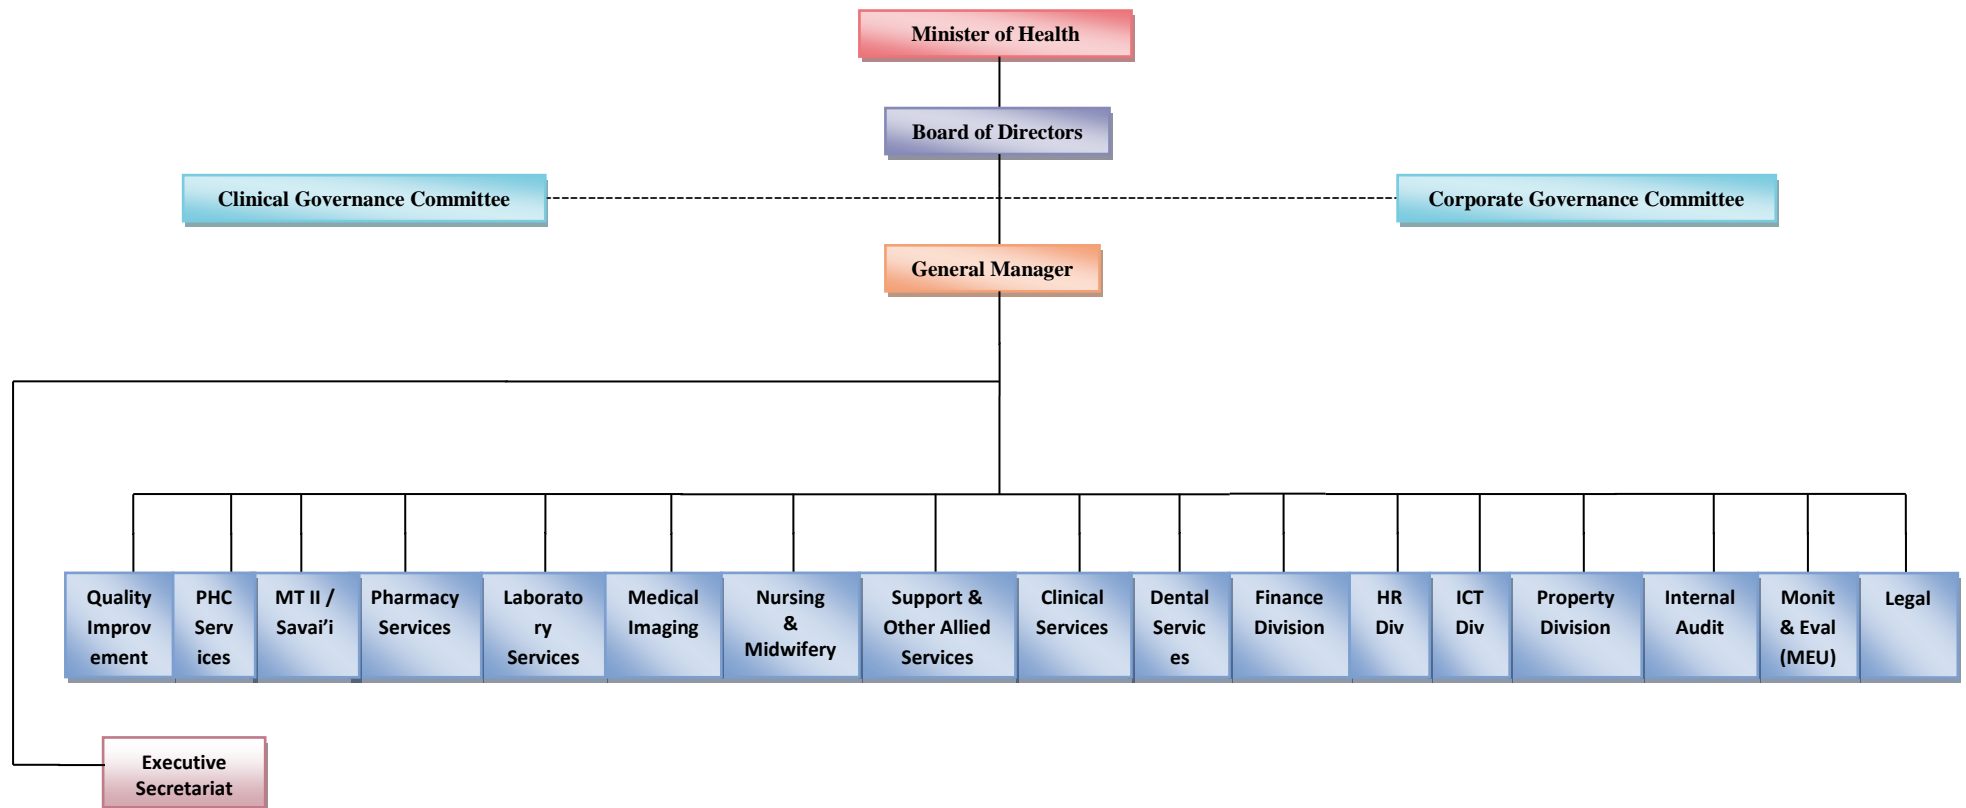 Minister of Health
Board of Directors
Clinical Governance Committee
Corporate Governance Committee
General Manager
Quality
Improv
ement
PHC
Serv
ices
MT II /
Savai’i
Pharmacy
Services
Laborato
ry
Services
Medical
Imaging
Nursing
&
Midwifery
Support &
Other Allied
Services
Clinical
Services
Dental
Servic
es
Finance
Division
HR
Div
ICT
Div
Property
Division
Internal
Audit
Monit
& Eval
(MEU)
Legal
Executive
Secretariat